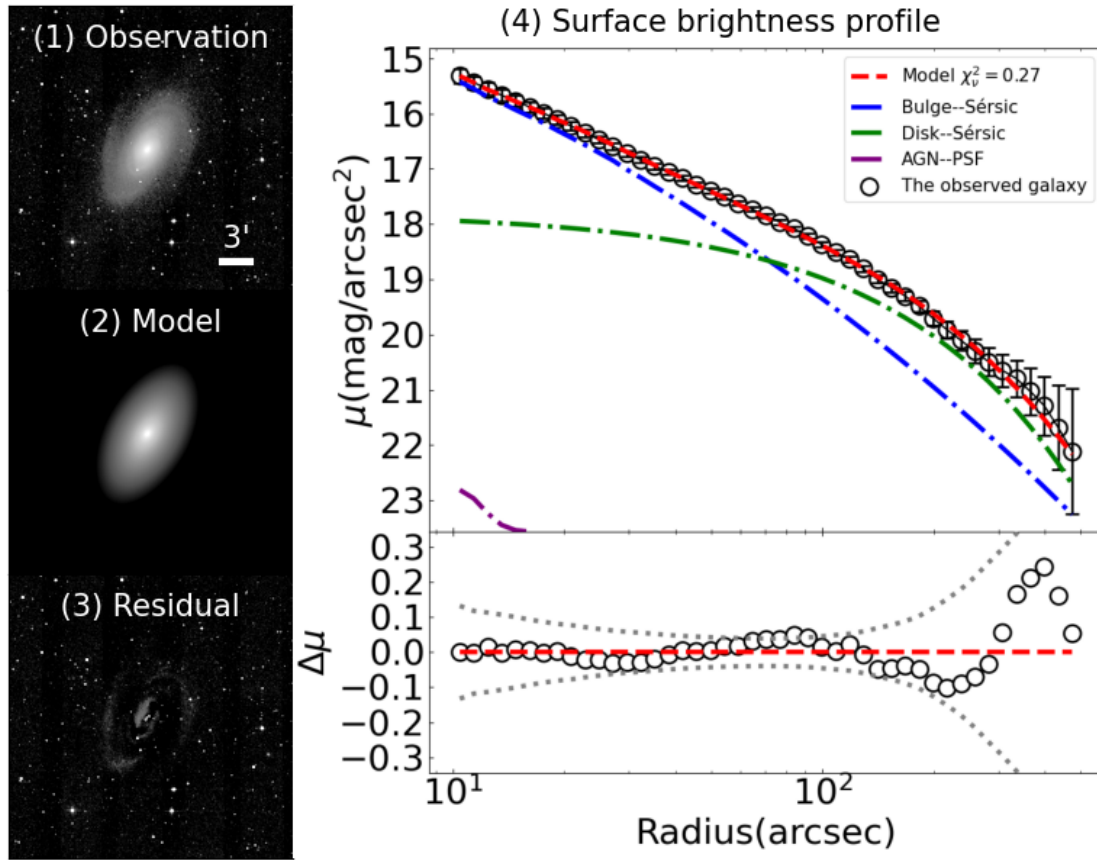 (1) Observation
3'
(2) Model
(3) Residual
(4) Surface brightness profile
μ(mag/arcsec²)
15
16
17
18
19
20
21
22
23
Model χ²ᵥ = 0.27
Bulge--Sérsic
Disk--Sérsic
AGN--PSF
The observed galaxy
Δμ
0.3
0.2
0.1
0.0
−0.1
−0.2
−0.3
10¹
10²
Radius(arcsec)